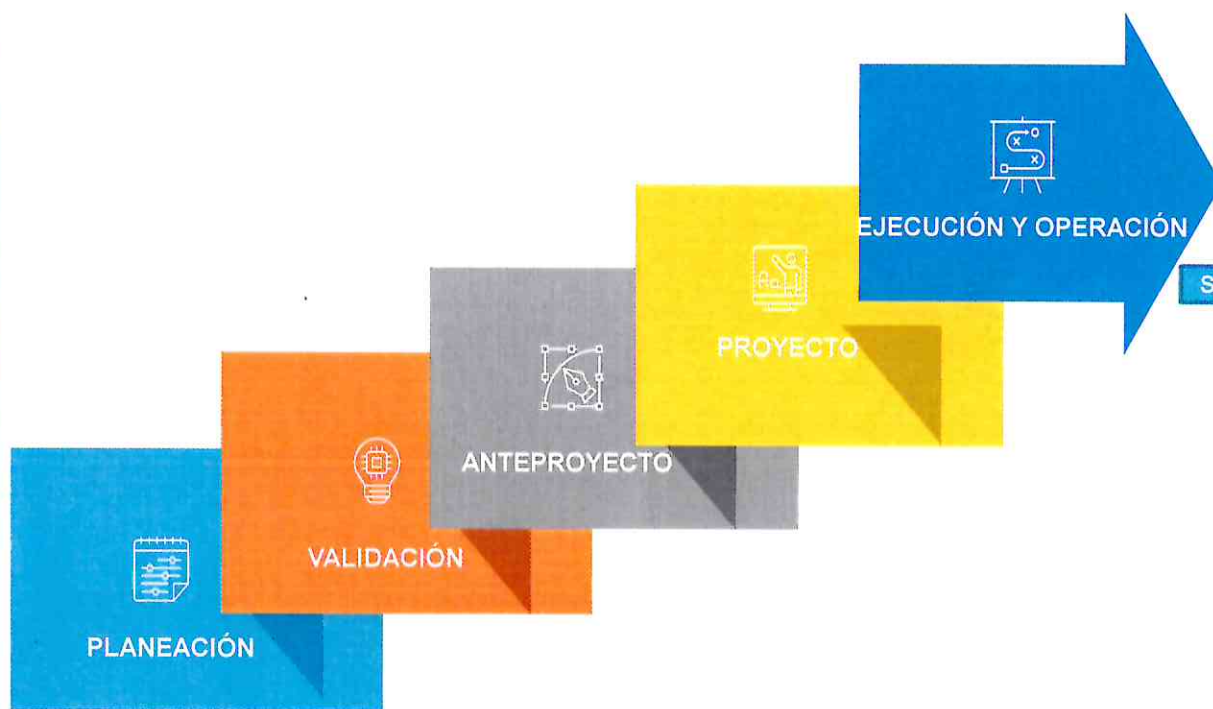 EJECUCIÓN Y OPERACIÓN
PROYECTO
ANTEPROYECTO
VALIDACIÓN
PLANEACIÓN